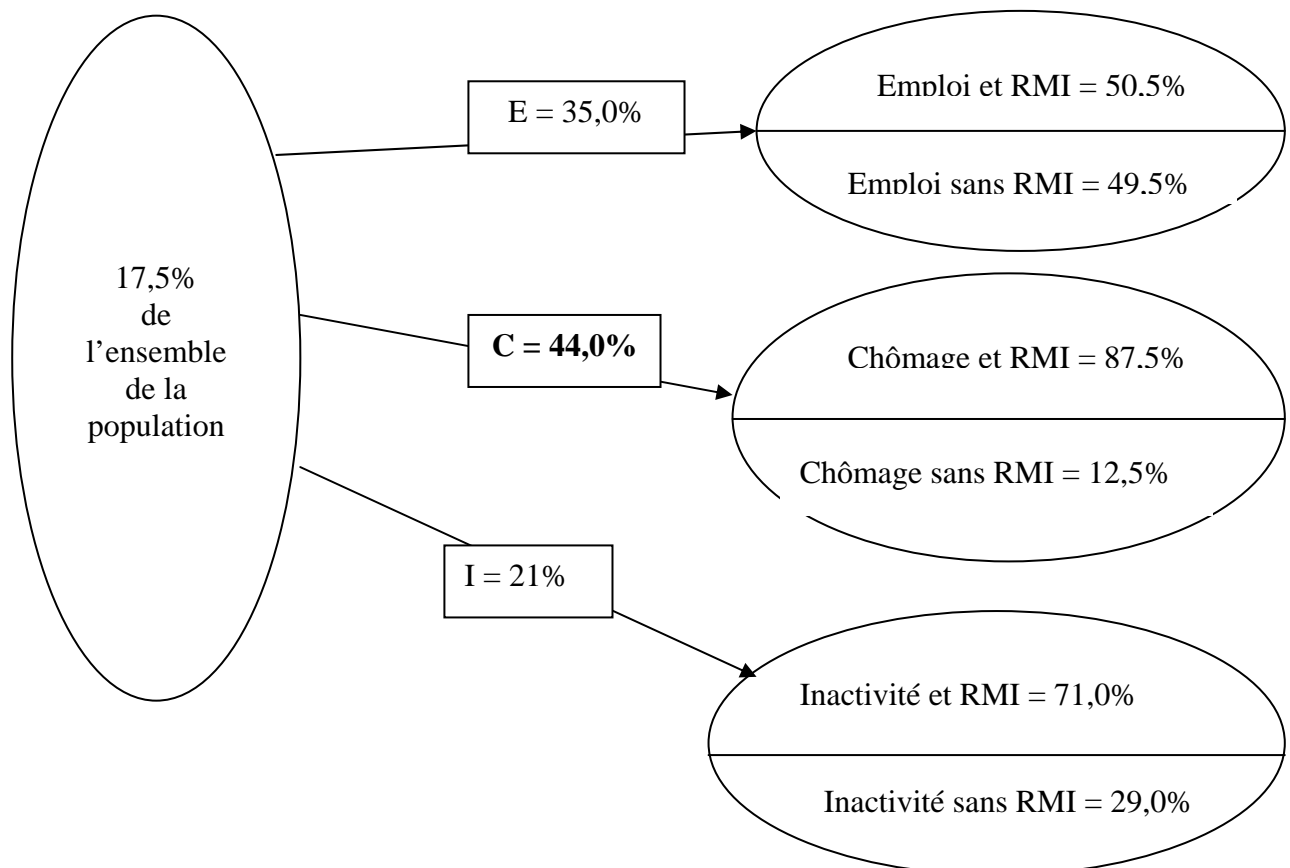 17,5%
de
l’ensemble
de la
population
E = 35,0%
C = 44,0%
I = 21%
Emploi et RMI = 50,5%
Emploi sans RMI = 49,5%
Chômage et RMI = 87,5%
Chômage sans RMI = 12,5%
Inactivité et RMI = 71,0%
Inactivité sans RMI = 29,0%